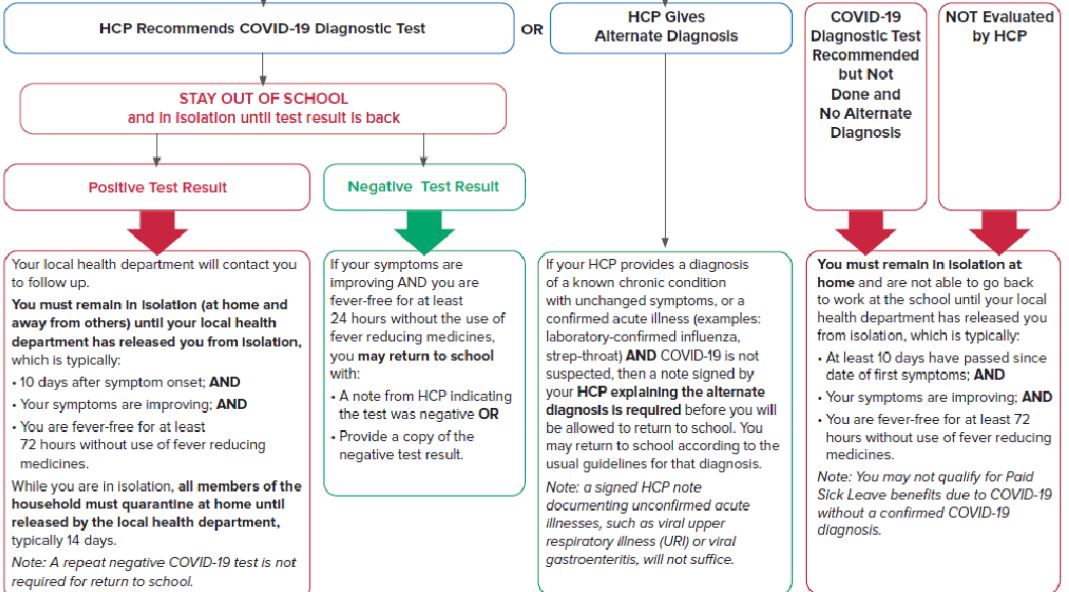 HCP Recommends COVID-19 Diagnostic Test
OR
HCP Gives
Alternate Diagnosis
COVID-19
Diagnostic Test
Recommended
but Not
Done and
No Alternate
Diagnosis
NOT Evaluated
by HCP
STAY OUT OF SCHOOL
and in isolation until test result is back
Positive Test Result
Negative Test Result
Your local health department will contact you
to follow up.
You must remain in isolation (at home and
away from others) until your local health
department has released you from isolation,
which is typically:
• 10 days after symptom onset; AND
• Your symptoms are improving; AND
• You are fever-free for at least
72 hours without use of fever reducing
medicines.
While you are in isolation, all members of the
household must quarantine at home until
released by the local health department,
typically 14 days.
Note: A repeat negative COVID-19 test is not
required for return to school.
If your symptoms are
improving AND you are
fever-free for at least
24 hours without the use of
fever reducing medicines,
you may return to school
with:
• A note from HCP indicating
the test was negative OR
• Provide a copy of the
negative test result.
If your HCP provides a diagnosis
of a known chronic condition
with unchanged symptoms, or a
confirmed acute illness (examples:
laboratory-confirmed influenza,
strep-throat) AND COVID-19 is not
suspected, then a note signed by
your HCP explaining the alternate
diagnosis is required before you will
be allowed to return to school. You
may return to school according to the
usual guidelines for that diagnosis.
Note: a signed HCP note
documenting unconfirmed acute
illnesses, such as viral upper
respiratory illness (URI) or viral
gastroenteritis, will not suffice.
You must remain in isolation at
home and are not able to go back
to work at the school until your local
health department has released you
from isolation, which is typically:
• At least 10 days have passed since
date of first symptoms; AND
• Your symptoms are improving; AND
• You are fever-free for at least 72
hours without use of fever reducing
medicines.
Note: You may not qualify for Paid
Sick Leave benefits due to COVID-19
without a confirmed COVID-19
diagnosis.